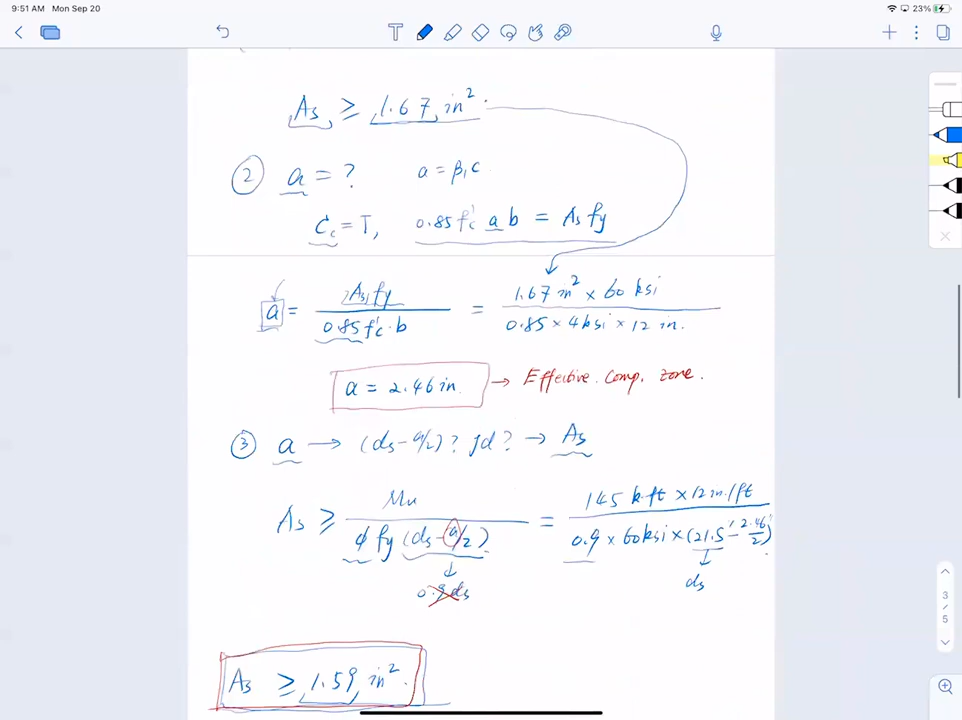 9:51 AM Mon Sep 20
23%
As ≥ 1.67 in²
② a = ? a = β₁c
Cc = T, 0.85 f'c a b = As fy
a = As fy / 0.85 f'c · b = 1.67 in² × 60 ksi / 0.85 × 4 ksi × 12 in.
a = 2.46 in → Effective. Comp. zone.
③ a → (ds - a/2)? jd? → As
As ≥ Mu / φ fy (ds - a/2) = 145 k·ft × 12 in./ft / 0.9 × 60 ksi × (21.5" - 2.46"/2)
0.9 ds ds
As ≥ 1.59 in².
3
/
5